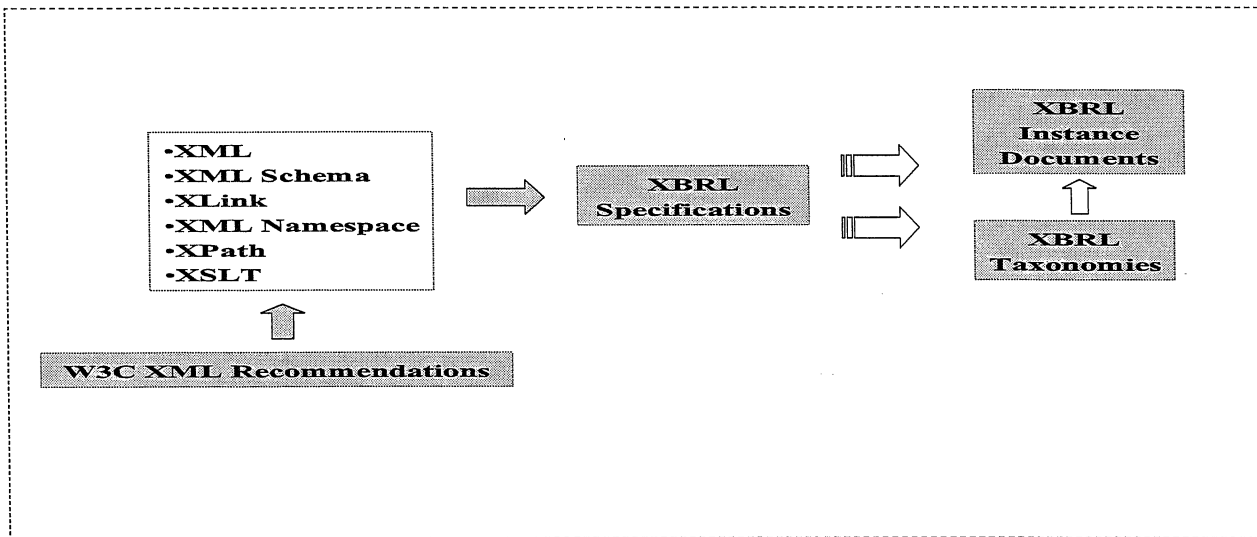 •XML
•XML Schema
•XLink
•XML Namespace
•XPath
•XSLT
W3C XML Recommendations
XBRL
Specifications
XBRL
Instance
Documents
XBRL
Taxonomies